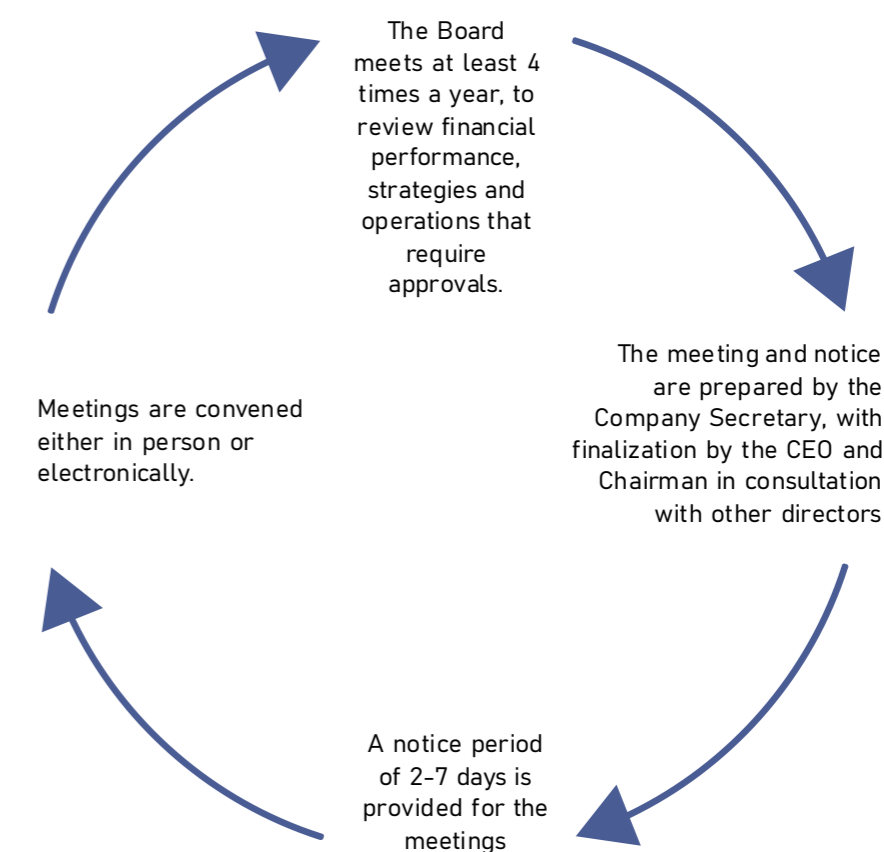 The Board
meets at least 4
times a year, to
review financial
performance,
strategies and
operations that
require
approvals.
The meeting and notice
are prepared by the
Company Secretary, with
finalization by the CEO and
Chairman in consultation
with other directors
A notice period
of 2-7 days is
provided for the
meetings
Meetings are convened
either in person or
electronically.